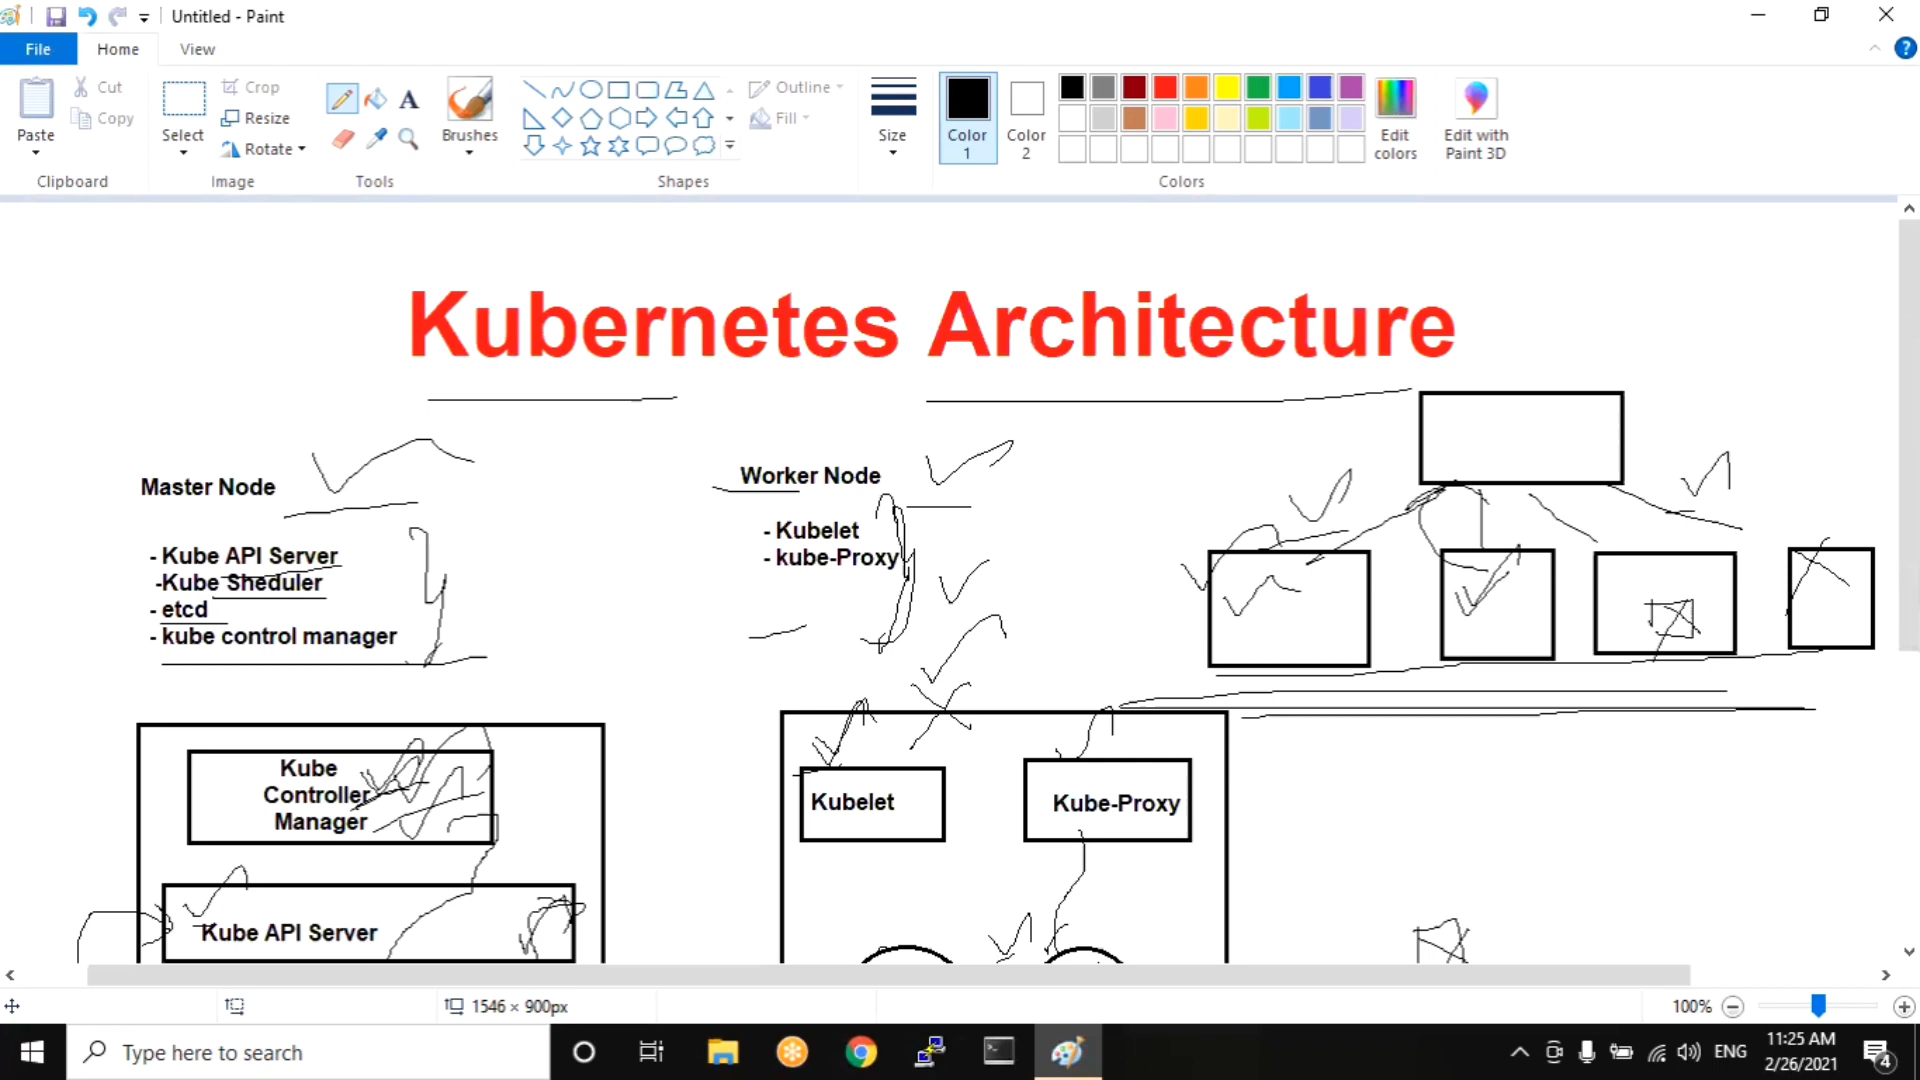 Untitled - Paint
File
Home
View
Paste
Cut
Copy
Clipboard
Select
Crop
Resize
Rotate
Image
Tools
Brushes
Shapes
Outline
Fill
Size
Color 1
Color 2
Edit colors
Edit with Paint 3D
Colors
Kubernetes Architecture
Master Node
- Kube API Server
-Kube Sheduler
- etcd
- kube control manager
Worker Node
- Kubelet
- kube-Proxy
Kube
Controller
Manager
Kube API Server
Kubelet
Kube-Proxy
1546 × 900px
100%
Type here to search
ENG
11:25 AM
2/26/2021
4